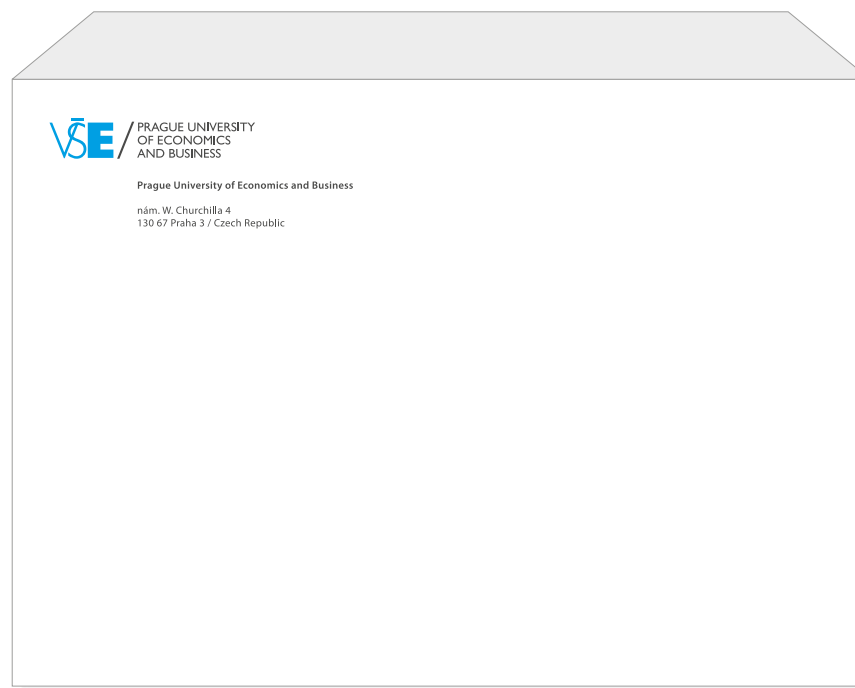 VŠE / PRAGUE UNIVERSITY
OF ECONOMICS
AND BUSINESS
Prague University of Economics and Business
nám. W. Churchilla 4
130 67 Praha 3 / Czech Republic